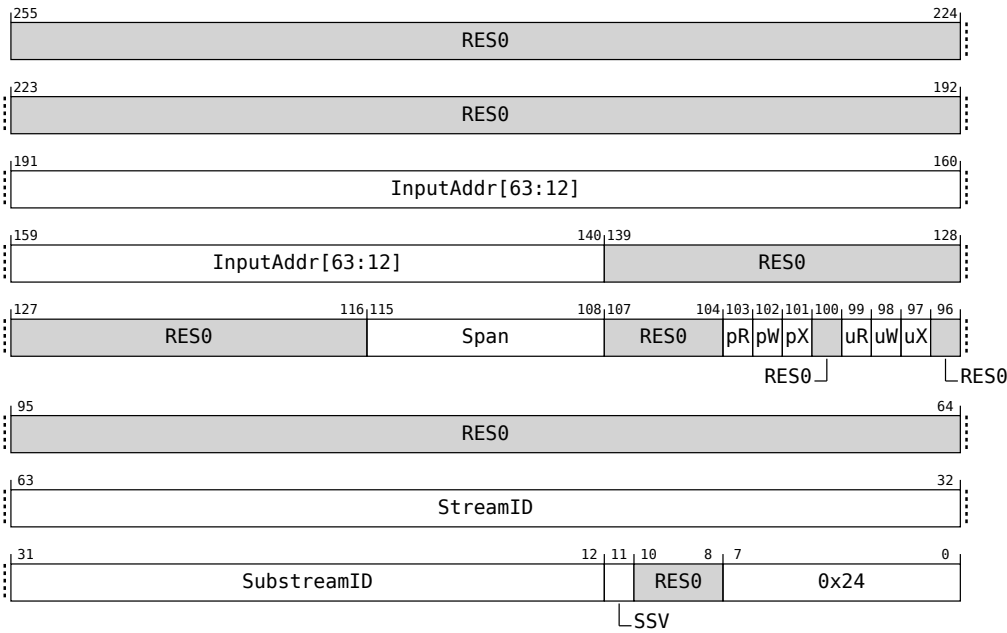 255 224
RES0
223 192
RES0
191 160
InputAddr[63:12]
159 140 139 128
InputAddr[63:12] RES0
127 116 115 108 107 104 103 102 101 100 99 98 97 96
RES0 Span RES0 pR pW pX uR uW uX
RES0 RES0
95 64
RES0
63 32
StreamID
31 12 11 10 8 7 0
SubstreamID RES0 0x24
SSV